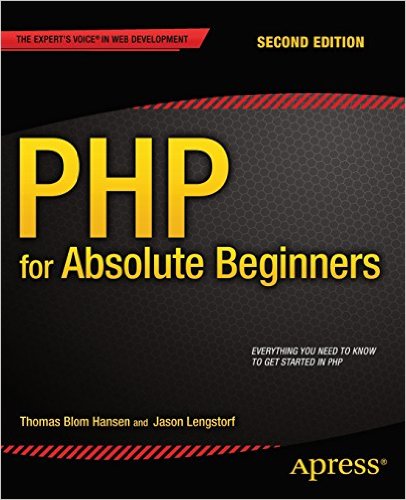 THE EXPERT'S VOICE® IN WEB DEVELOPMENT
SECOND EDITION
PHP
for Absolute Beginners
EVERYTHING YOU NEED TO KNOW
TO GET STARTED IN PHP
Thomas Blom Hansen and Jason Lengstorf
Apress®